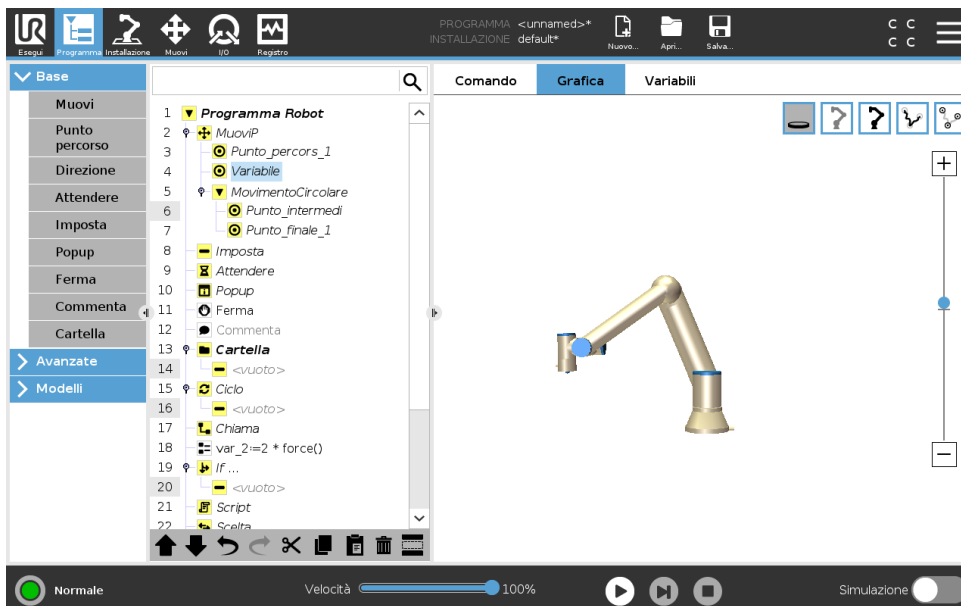 UR
Esegui
Programma
Installazione
Muovi
I/O
Registro
PROGRAMMA <unnamed>*
INSTALLAZIONE default*
Nuovo...
Apri...
Salva...
C C
C C
Base
Muovi
Punto
percorso
Direzione
Attendere
Imposta
Popup
Ferma
Commenta
Cartella
Avanzate
Modelli
1 Programma Robot
2 MuoviP
3 Punto_percors_1
4 Variabile
5 MovimentoCircolare
6 Punto_intermedi
7 Punto_finale_1
8 Imposta
9 Attendere
10 Popup
11 Ferma
12 Commenta
13 Cartella
14 <vuoto>
15 Ciclo
16 <vuoto>
17 Chiama
18 var_2:=2 * force()
19 If ...
20 <vuoto>
21 Script
22 Scelta
Comando
Grafica
Variabili
Normale
Velocità
100%
Simulazione